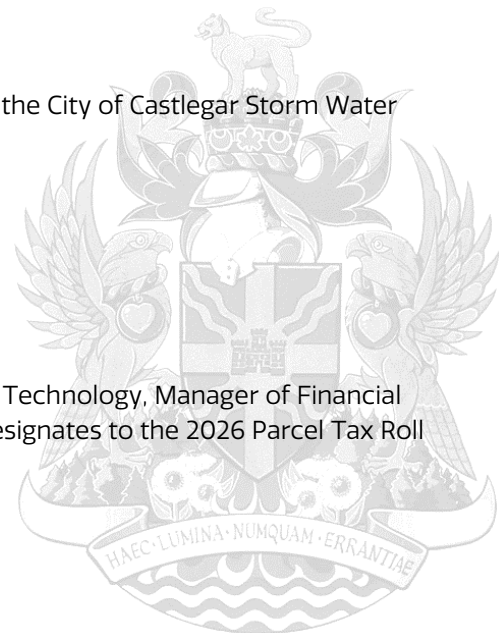 the City of Castlegar Storm Water
Technology, Manager of Financial
esignates to the 2026 Parcel Tax Roll
HAEC·LUMINA·NUMQUAM·ERRANTIAE